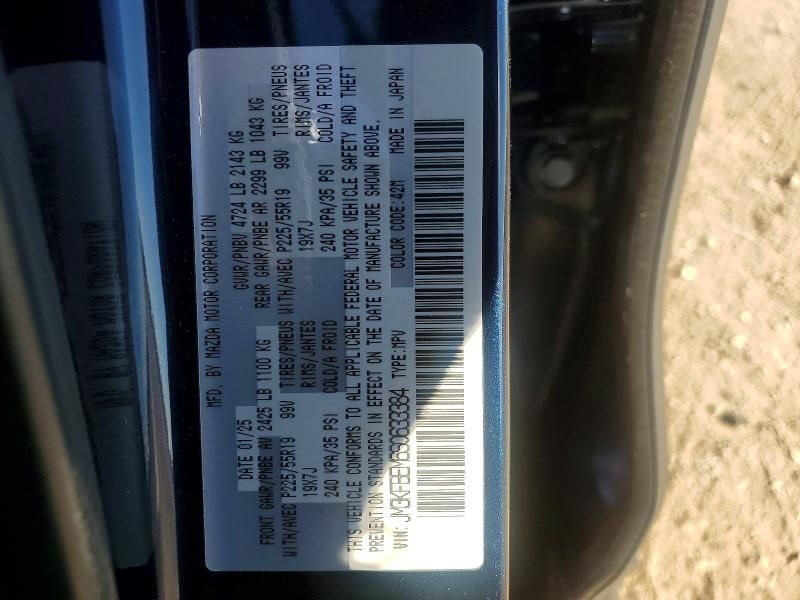 MFD. BY MAZDA MOTOR CORPORATION
DATE 01/25 GVWR/PNBV 4724 LB 2143 KG
FRONT GAWR/PNBE AV 2425 LB 1100 KG REAR GAWR/PNBE AR 2299 LB 1043 KG
WITH/AVEC P225/55R19 99V TIRES/PNEUS WITH/AVEC P225/55R19 99V TIRES/PNEUS
19X7J RIMS/JANTES 19X7J RIMS/JANTES
240 KPA/35 PSI COLD/A FROID 240 KPA/35 PSI COLD/A FROID
THIS VEHICLE CONFORMS TO ALL APPLICABLE FEDERAL MOTOR VEHICLE SAFETY AND THEFT
PREVENTION STANDARDS IN EFFECT ON THE DATE OF MANUFACTURE SHOWN ABOVE.
VIN: JM3KFBEM6S0633384 TYPE:MPV COLOR CODE:42M MADE IN JAPAN